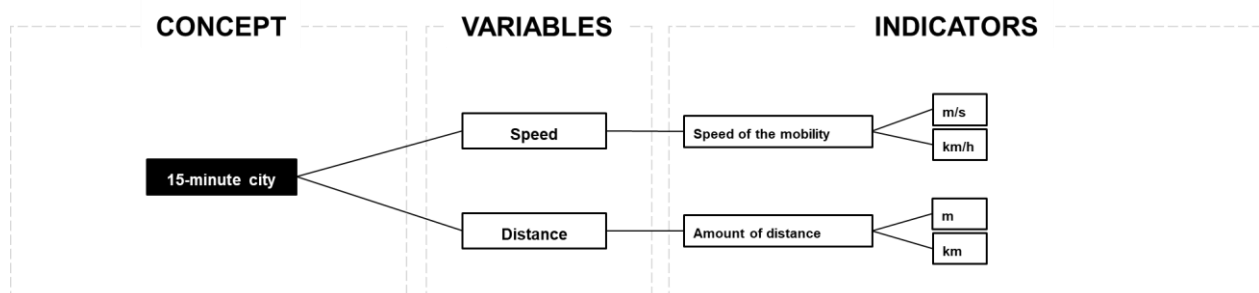 CONCEPT
VARIABLES
INDICATORS
15-minute city
Speed
Speed of the mobility
m/s
km/h
Distance
Amount of distance
m
km